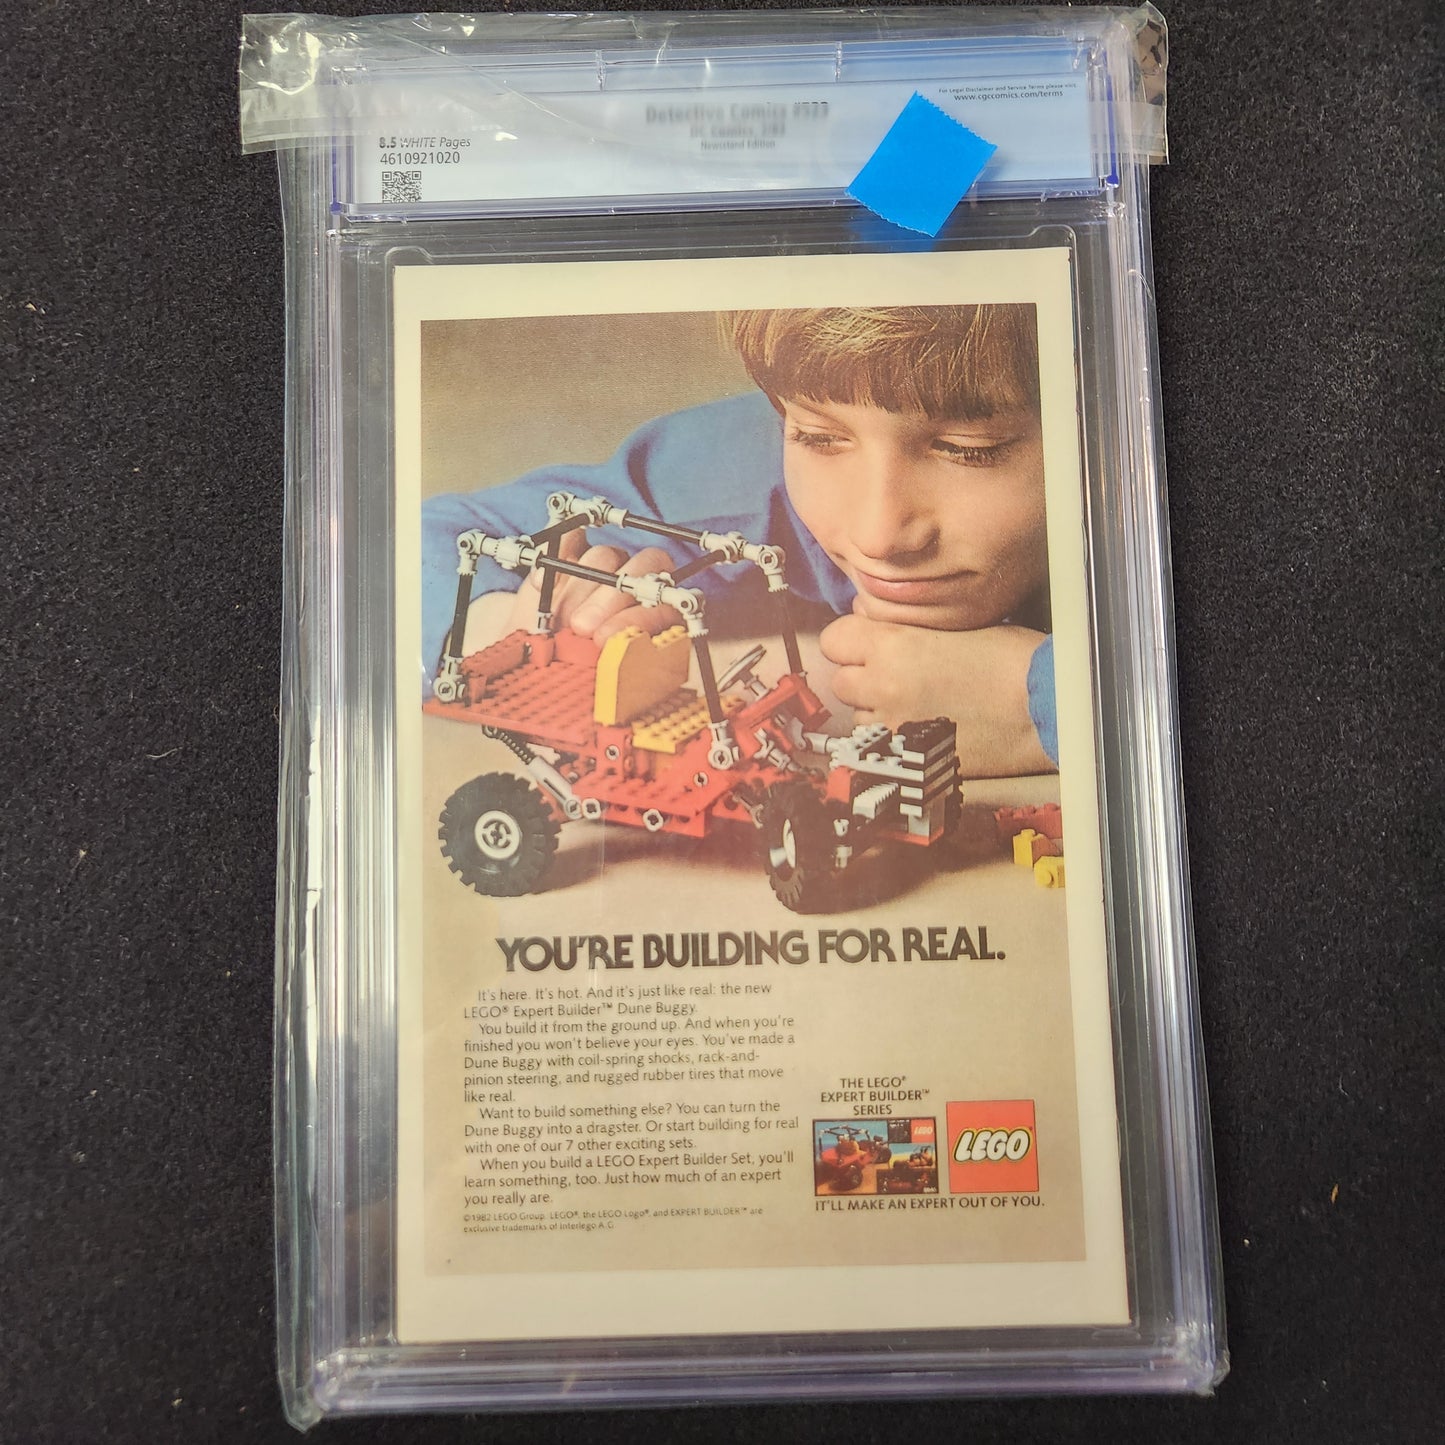 For Legal Disclaimer and Service Terms please visit
www.cgccomics.com/terms
Detective Comics #523
DC Comics, 2/83
Newsstand Edition
8.5 WHITE Pages
4610921020
YOU'RE BUILDING FOR REAL.
It's here. It's hot. And it's just like real: the new
LEGO® Expert Builder™ Dune Buggy.
You build it from the ground up. And when you're
finished you won't believe your eyes. You've made a
Dune Buggy with coil-spring shocks, rack-and-
pinion steering, and rugged rubber tires that move
like real.
Want to build something else? You can turn the
Dune Buggy into a dragster. Or start building for real
with one of our 7 other exciting sets.
When you build a LEGO Expert Builder Set, you'll
learn something, too. Just how much of an expert
you really are.
©1982 LEGO Group. LEGO®, the LEGO Logo®, and EXPERT BUILDER™ are
exclusive trademarks of Interlego A.G.
THE LEGO®
EXPERT BUILDER™
SERIES
LEGO
LEGO
IT'LL MAKE AN EXPERT OUT OF YOU.